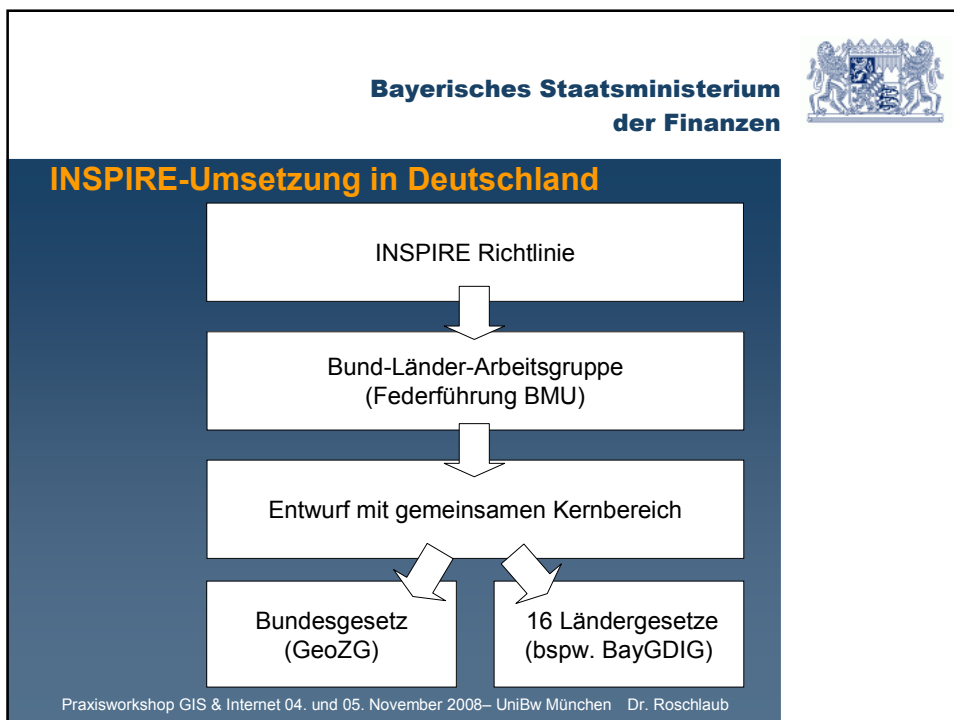 Bayerisches Staatsministerium
der Finanzen
INSPIRE-Umsetzung in Deutschland
INSPIRE Richtlinie
Bund-Länder-Arbeitsgruppe
(Federführung BMU)
Entwurf mit gemeinsamen Kernbereich
Bundesgesetz
(GeoZG)
16 Ländergesetze
(bspw. BayGDIG)
Praxisworkshop GIS & Internet 04. und 05. November 2008– UniBw München Dr. Roschlaub